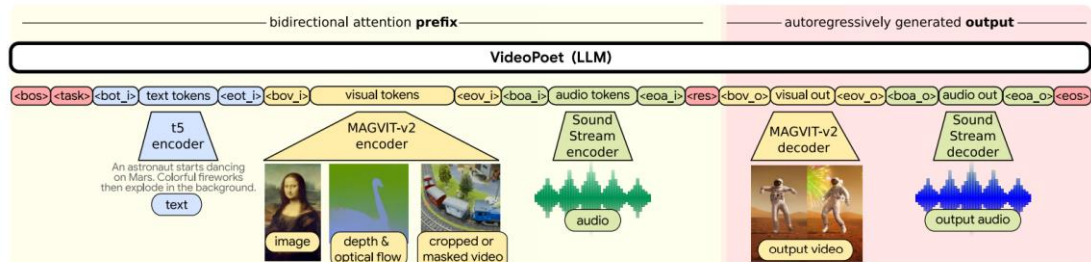 bidirectional attention prefix
autoregressively generated output
VideoPoet (LLM)
<bos> <task> <bot_i> text tokens <eot_i> <bov_i> visual tokens <eov_i> <boa_i> audio tokens <eoa_i> <res> <bov_o> visual out <eov_o> <boa_o> audio out <eoa_o> <eos>
t5
encoder
MAGVIT-v2
encoder
Sound
Stream
encoder
MAGVIT-v2
decoder
Sound
Stream
decoder
An astronaut starts dancing
on Mars. Colorful fireworks
then explode in the background.
text
image
depth &
optical flow
cropped or
masked video
audio
output video
output audio